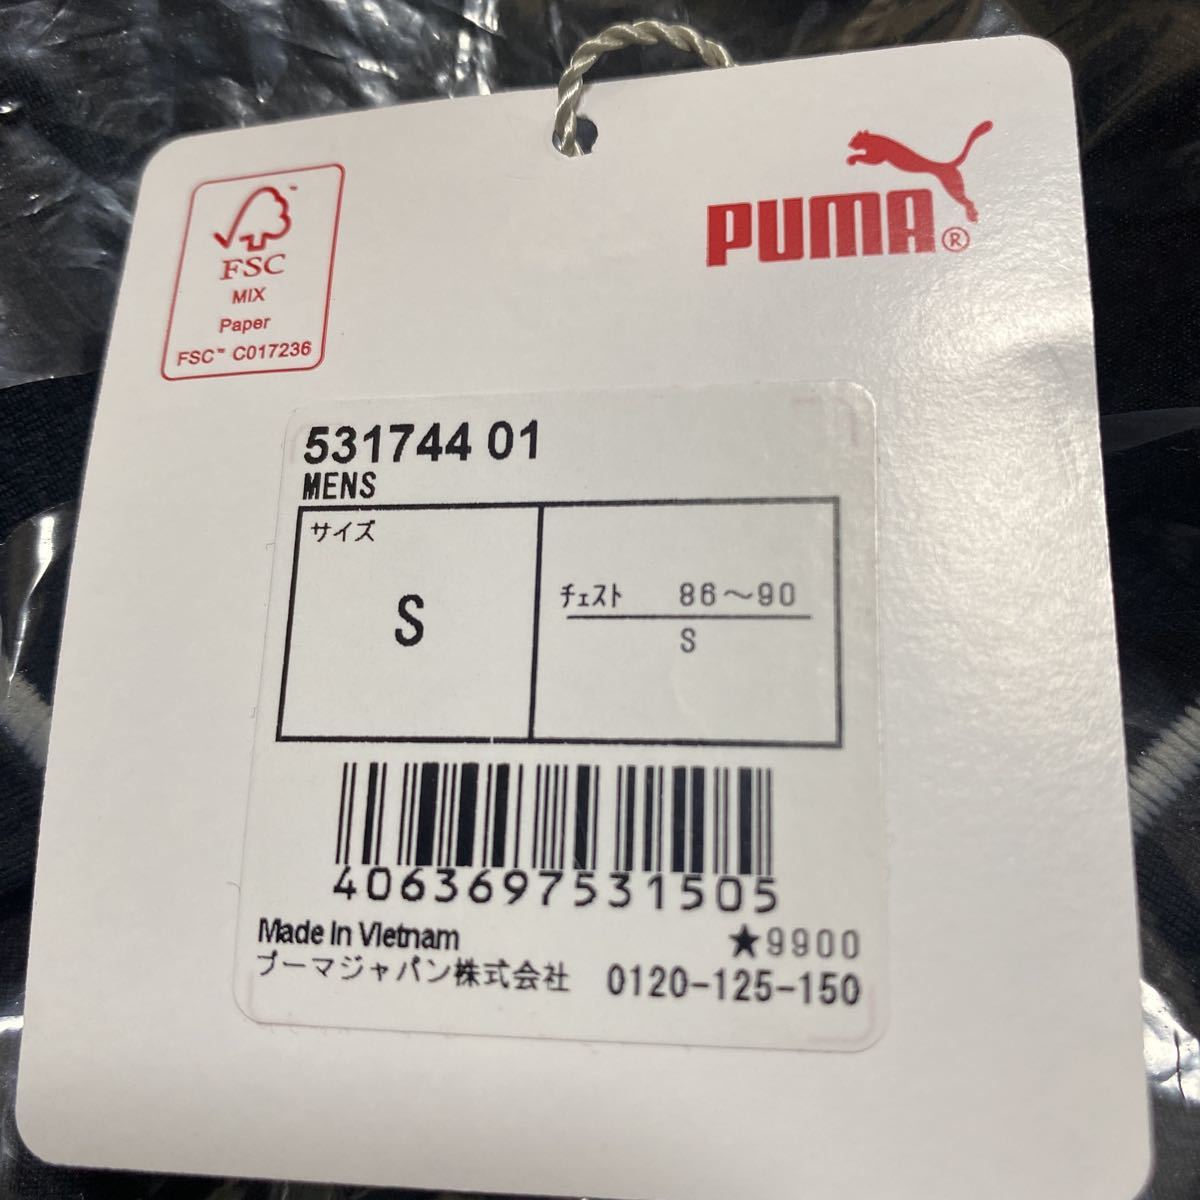 FSC™
MIX
Paper
FSC™ C017236
PUMA®
531744 01
MENS
サイズ
S
チェスト 86～90
S
4063697531505
Made In Vietnam
★9900
プーマジャパン株式会社 0120-125-150